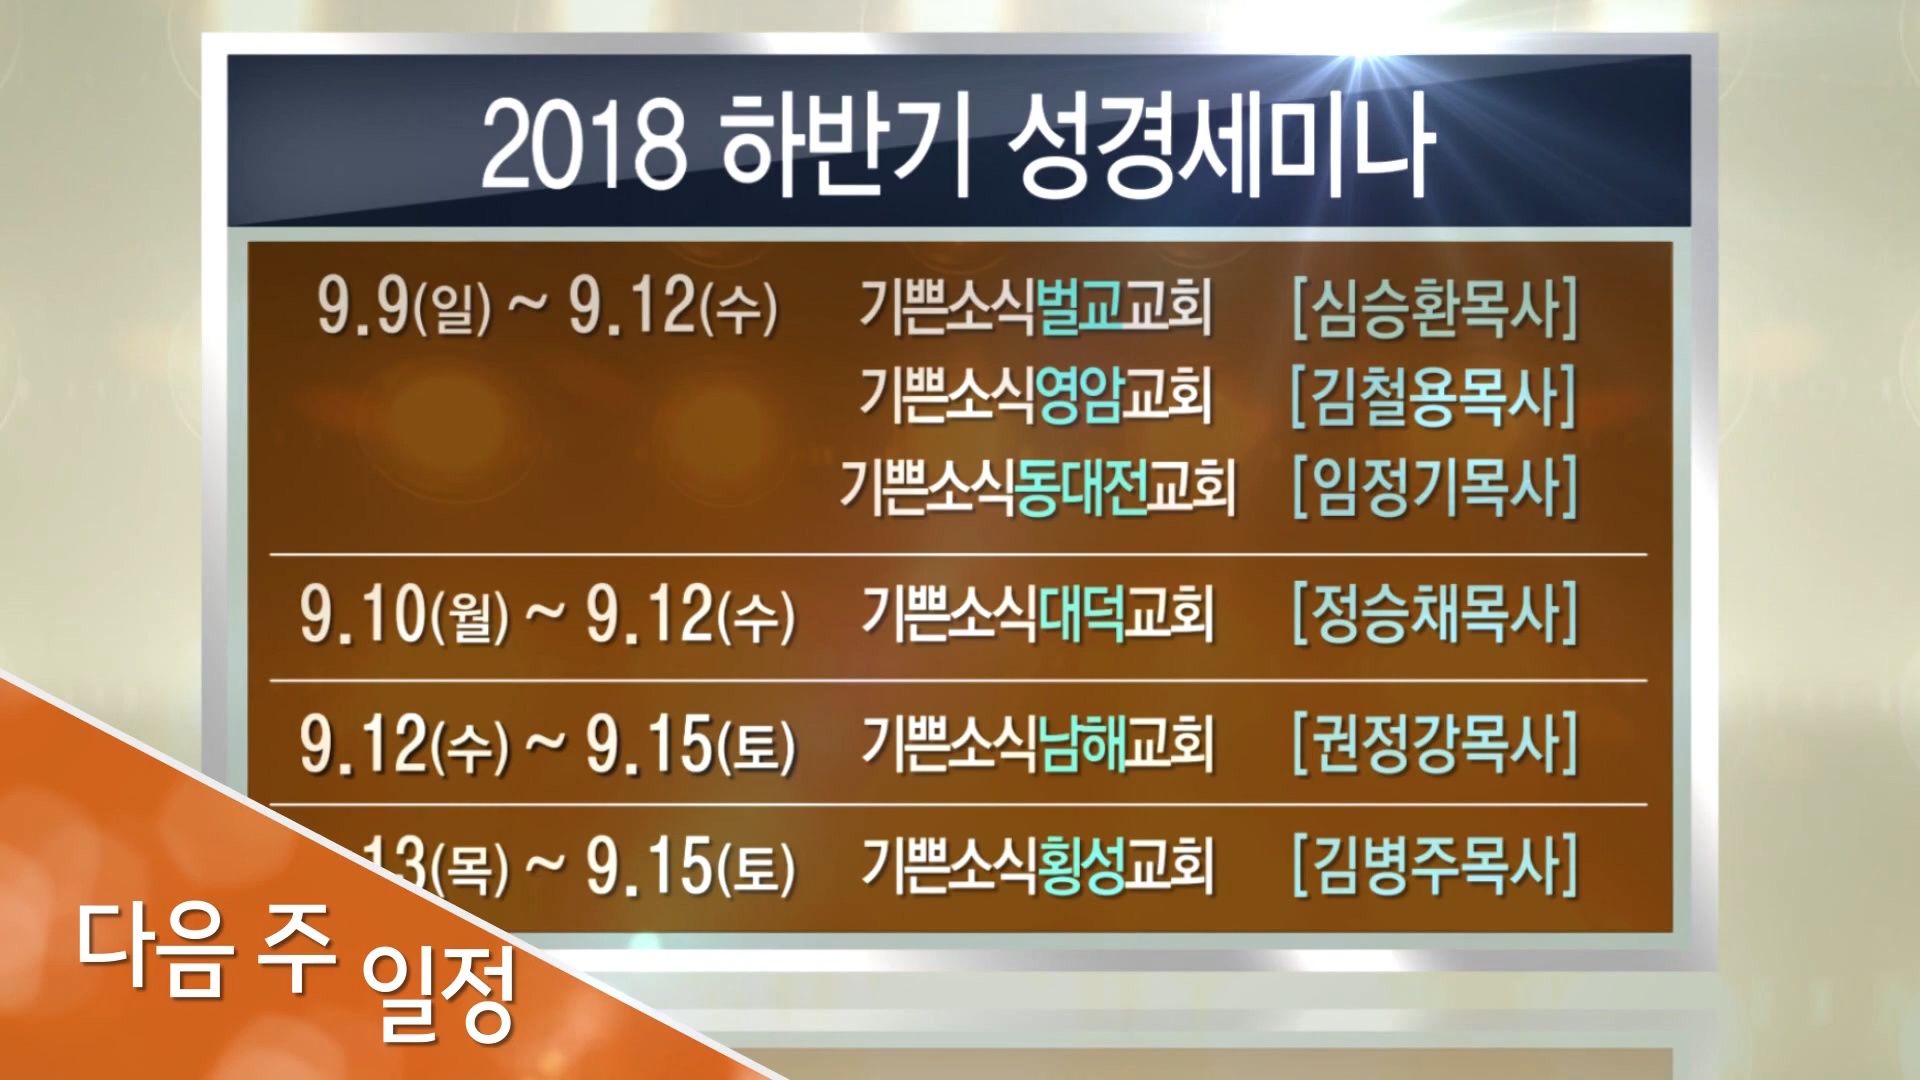 2018 하반기 성경세미나
9.9(일) ~ 9.12(수) 기쁜소식벌교교회 [심승환목사]
기쁜소식영암교회 [김철용목사]
기쁜소식동대전교회 [임정기목사]
9.10(월) ~ 9.12(수) 기쁜소식대덕교회 [정승채목사]
9.12(수) ~ 9.15(토) 기쁜소식남해교회 [권정강목사]
.13(목) ~ 9.15(토) 기쁜소식횡성교회 [김병주목사]
다음 주 일정